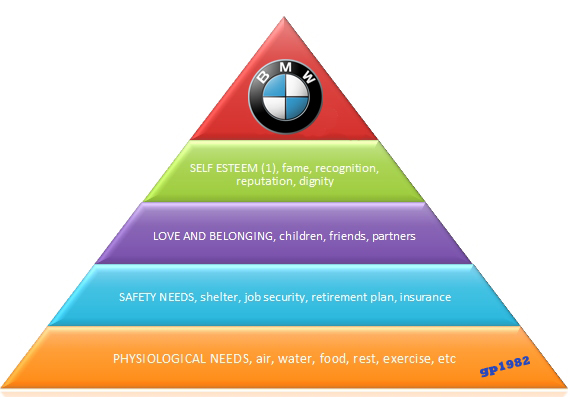 BMW
SELF ESTEEM (1), fame, recognition,
reputation, dignity
LOVE AND BELONGING, children, friends, partners
SAFETY NEEDS, shelter, job security, retirement plan, insurance
PHYSIOLOGICAL NEEDS, air, water, food, rest, exercise, etc
gp1982